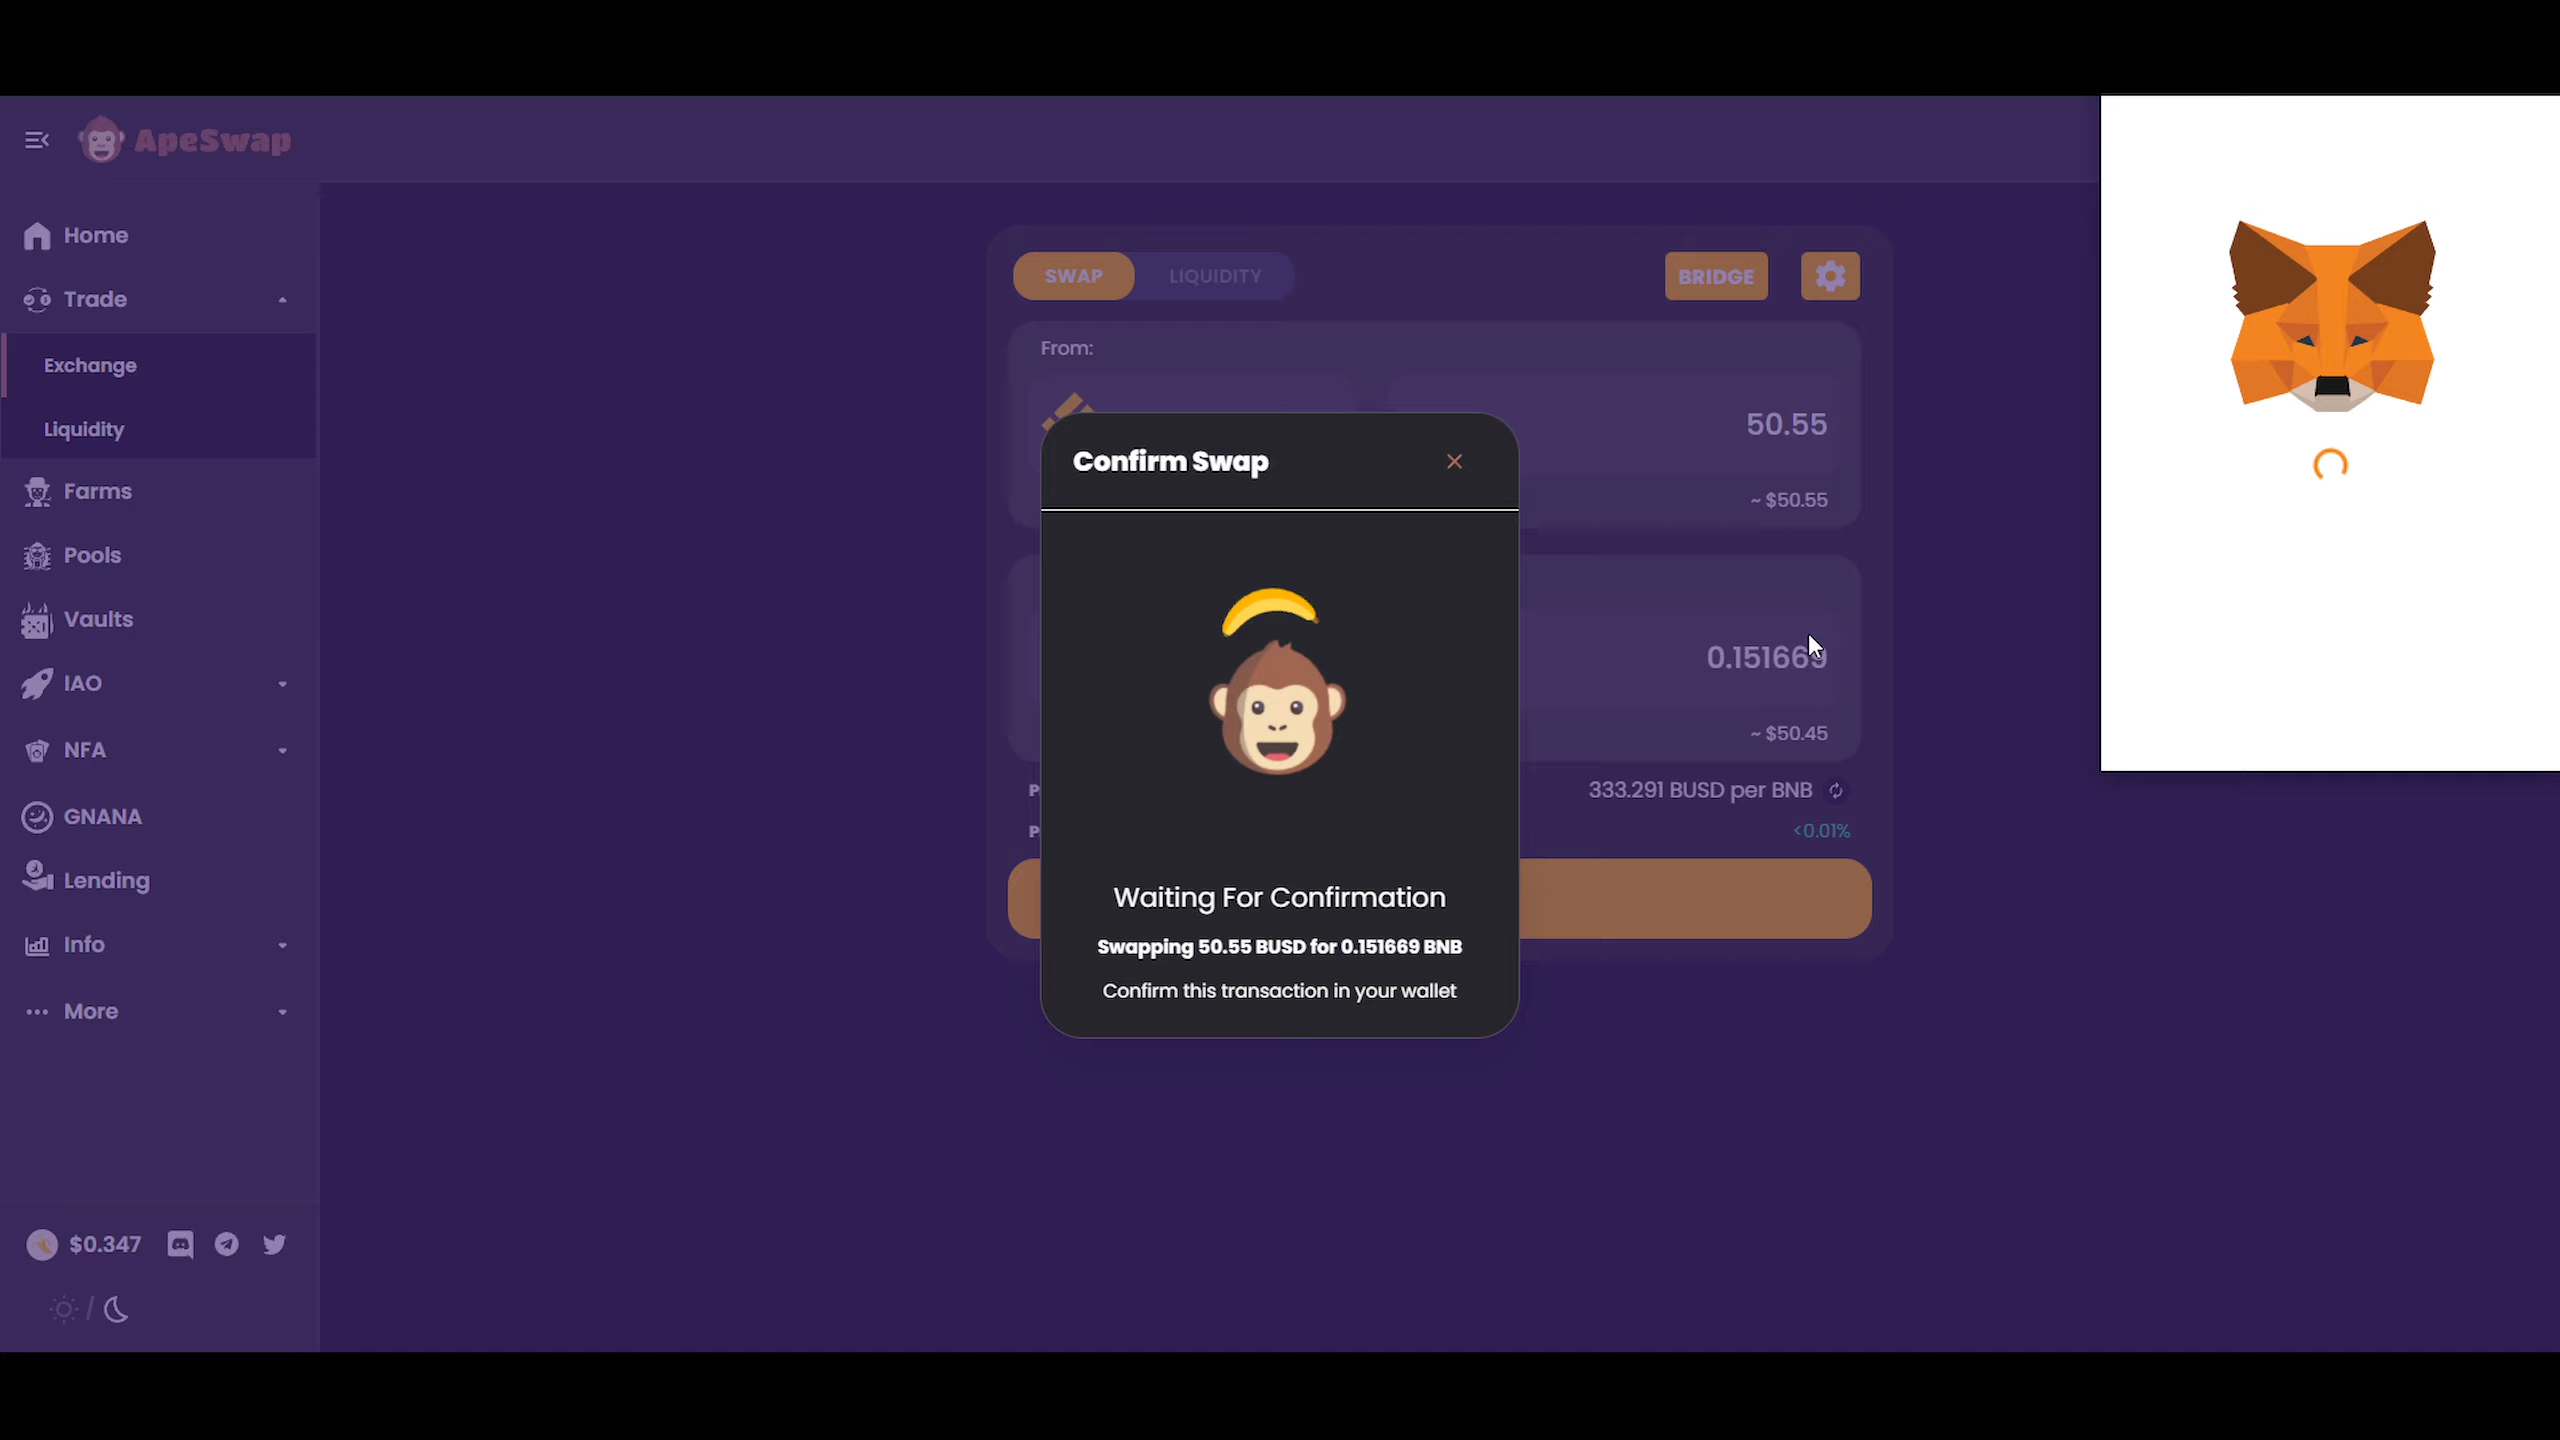 ApeSwap
Home
Trade
Exchange
Liquidity
Farms
Pools
Vaults
IAO
NFA
GNANA
Lending
Info
More
$0.347
/
SWAP
LIQUIDITY
BRIDGE
From:
50.55
~ $50.55
0.151669
~ $50.45
P
333.291 BUSD per BNB
P
<0.01%
Confirm Swap
Waiting For Confirmation
Swapping 50.55 BUSD for 0.151669 BNB
Confirm this transaction in your wallet